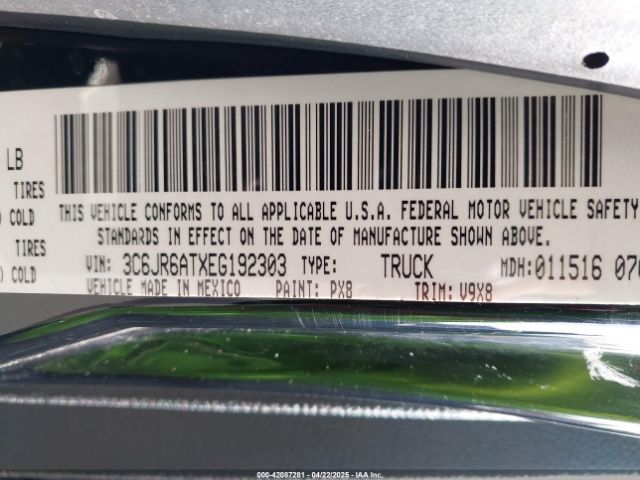 LB
TIRES
) COLD
TIRES
) COLD
THIS VEHICLE CONFORMS TO ALL APPLICABLE U.S.A. FEDERAL MOTOR VEHICLE SAFETY
STANDARDS IN EFFECT ON THE DATE OF MANUFACTURE SHOWN ABOVE.
VIN: 3C6JR6ATXEG192303 TYPE: TRUCK MDH:011516 070
VEHICLE MADE IN MEXICO PAINT: PX8 TRIM: V9X8
000-42087281 - 04/22/2025 - IAA Inc.